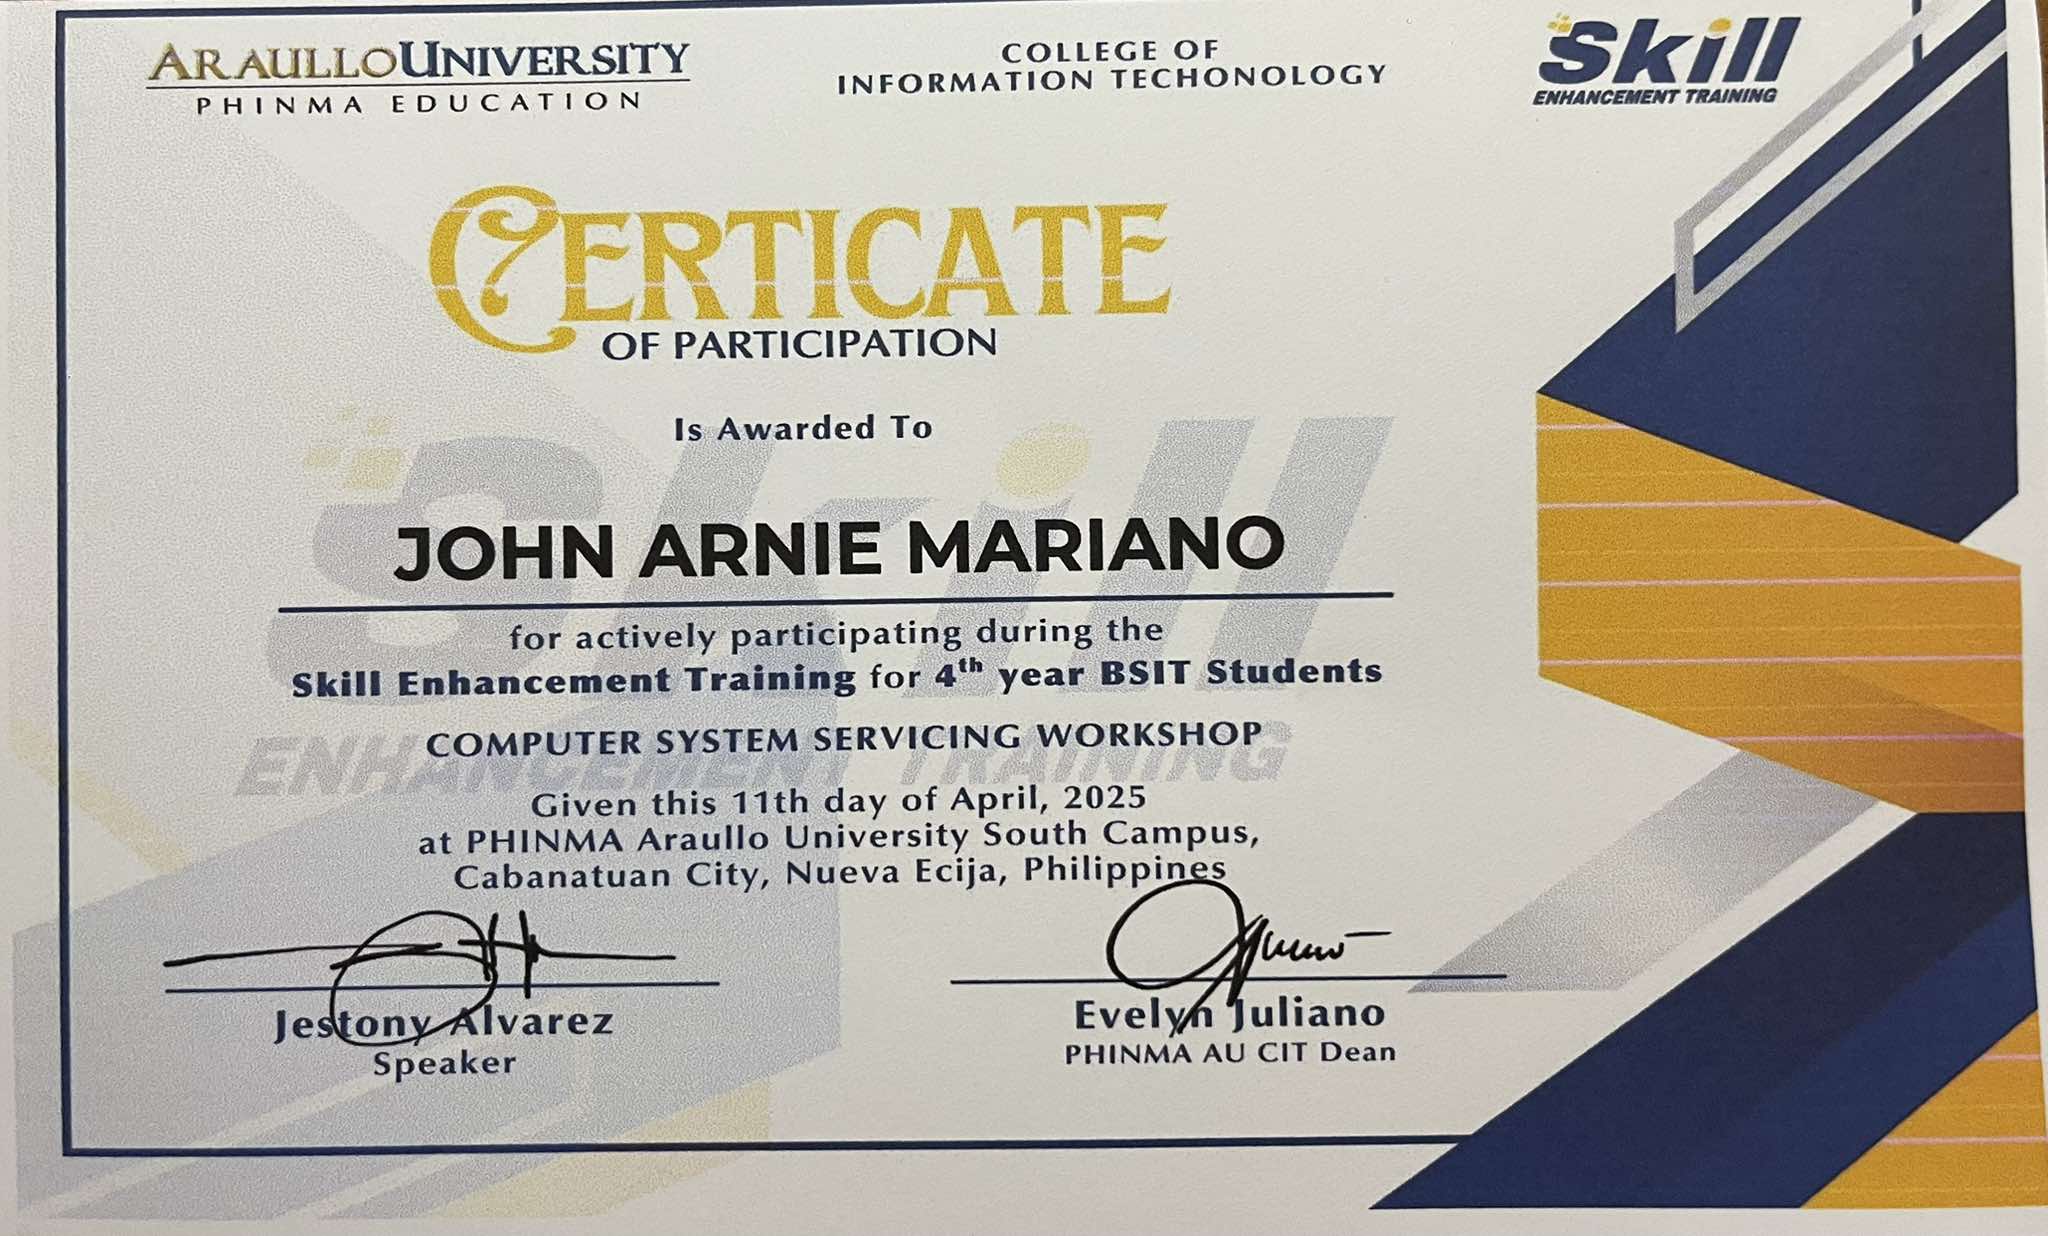 ARAULLO UNIVERSITY
PHINMA EDUCATION
COLLEGE OF
INFORMATION TECHONOLOGY
Skill
ENHANCEMENT TRAINING
CERTICATE
OF PARTICIPATION
Is Awarded To
JOHN ARNIE MARIANO
for actively participating during the
Skill Enhancement Training for 4th year BSIT Students
COMPUTER SYSTEM SERVICING WORKSHOP
Given this 11th day of April, 2025
at PHINMA Araullo University South Campus,
Cabanatuan City, Nueva Ecija, Philippines
Jestony Alvarez
Speaker
Evelyn Juliano
PHINMA AU CIT Dean
Skill
ENHANCEMENT TRAINING